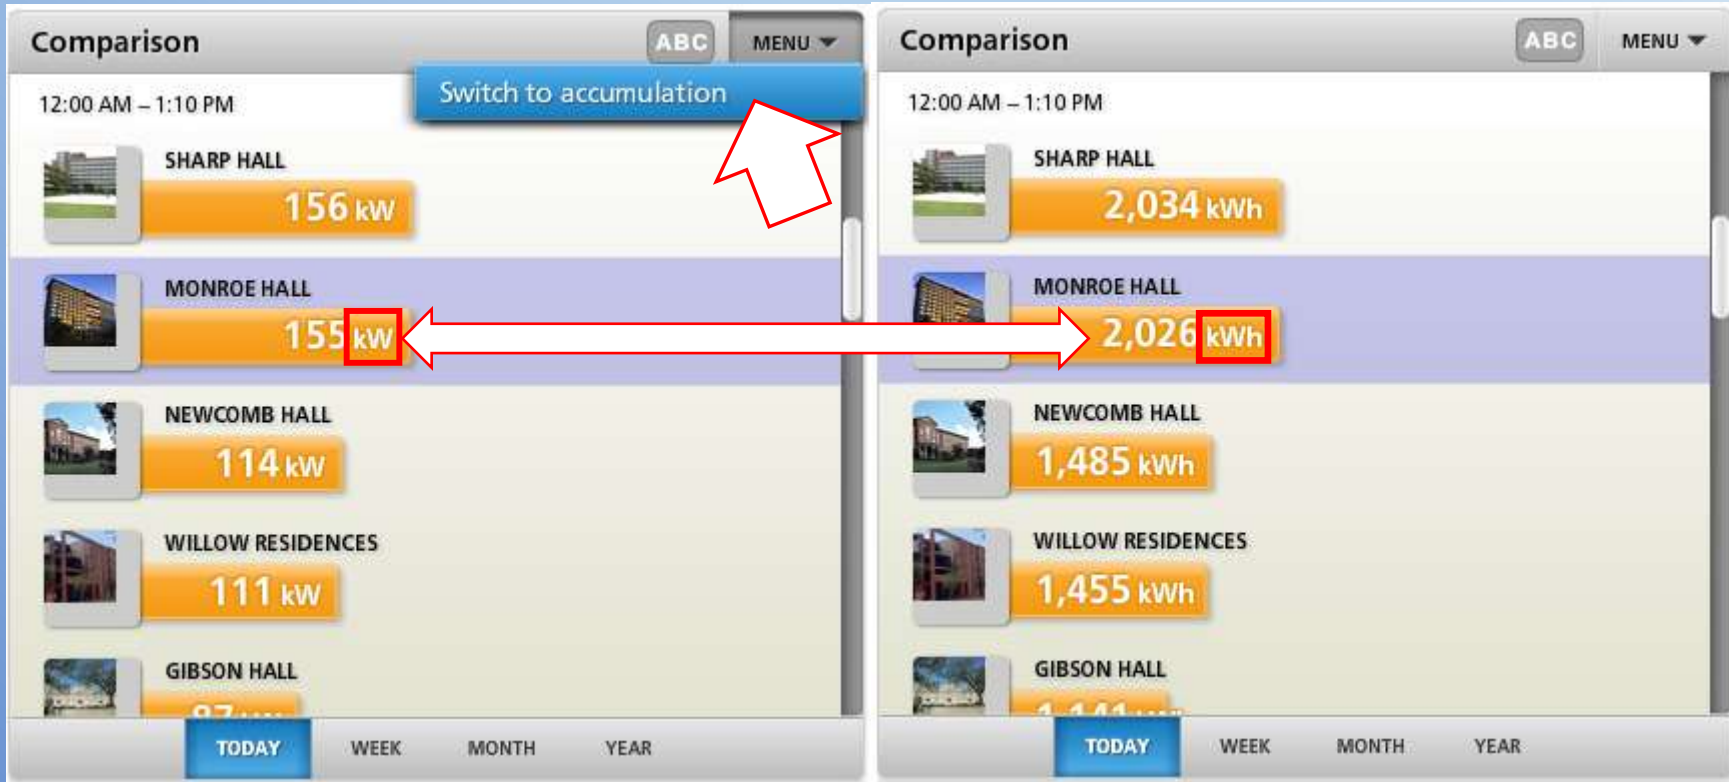 Comparison
ABC
MENU
Switch to accumulation
12:00 AM – 1:10 PM
SHARP HALL
156 kW
MONROE HALL
155 kW
NEWCOMB HALL
114 kW
WILLOW RESIDENCES
111 kW
GIBSON HALL
TODAY WEEK MONTH YEAR
Comparison
ABC
MENU
12:00 AM – 1:10 PM
SHARP HALL
2,034 kWh
MONROE HALL
2,026 kWh
NEWCOMB HALL
1,485 kWh
WILLOW RESIDENCES
1,455 kWh
GIBSON HALL
TODAY WEEK MONTH YEAR